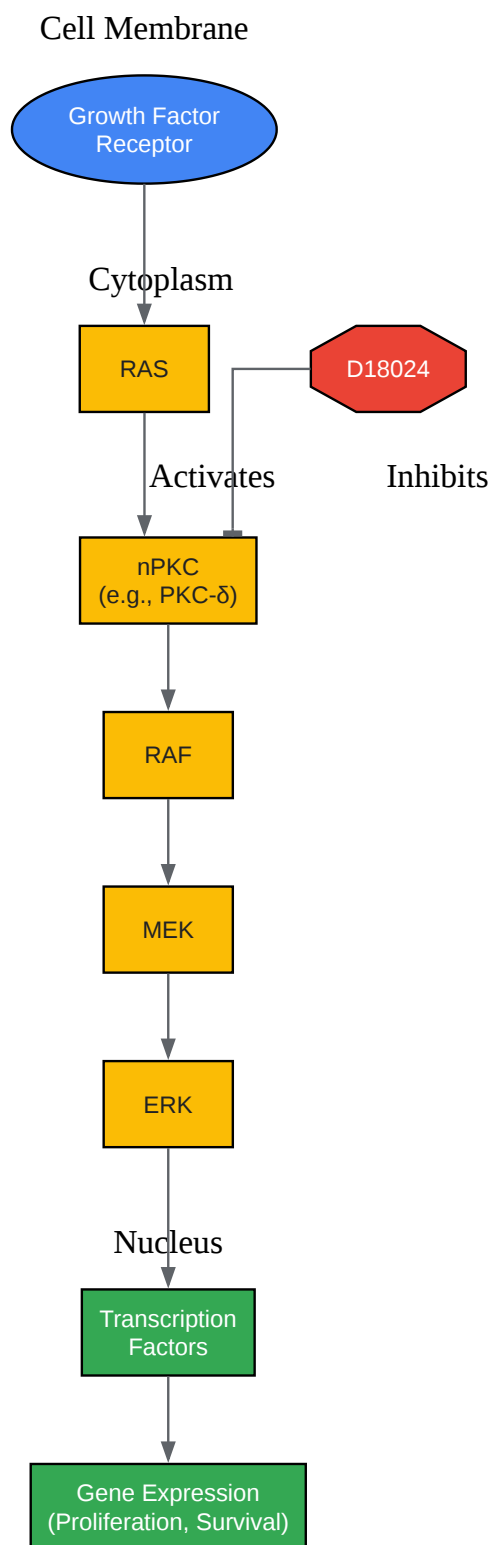 Cell Membrane
Growth Factor
Receptor
Cytoplasm
RAS
D18024
Activates
Inhibits
nPKC
(e.g., PKC-δ)
RAF
MEK
ERK
Nucleus
Transcription
Factors
Gene Expression
(Proliferation, Survival)